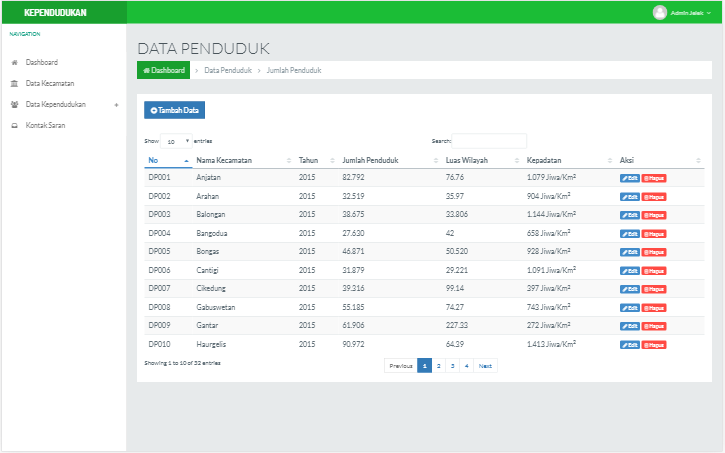 KEPENDUDUKAN
Admin Jelek
NAVIGATION
Dashboard
Data Kecamatan
Data Kependudukan
Kontak Saran
DATA PENDUDUK
Dashboard › Data Penduduk › Jumlah Penduduk
Tambah Data
Show 10 entries Search:
No Nama Kecamatan Tahun Jumlah Penduduk Luas Wilayah Kepadatan Aksi
DP001 Anjatan 2015 82.792 76.76 1.079 Jiwa/Km² Edit Hapus
DP002 Arahan 2015 32.519 35.97 904 Jiwa/Km² Edit Hapus
DP003 Balongan 2015 38.675 33.806 1.144 Jiwa/Km² Edit Hapus
DP004 Bangodua 2015 27.630 42 658 Jiwa/Km² Edit Hapus
DP005 Bongas 2015 46.871 50.520 928 Jiwa/Km² Edit Hapus
DP006 Cantigi 2015 31.879 29.221 1.091 Jiwa/Km² Edit Hapus
DP007 Cikedung 2015 39.316 99.14 397 Jiwa/Km² Edit Hapus
DP008 Gabuswetan 2015 55.185 74.27 743 Jiwa/Km² Edit Hapus
DP009 Gantar 2015 61.906 227.33 272 Jiwa/Km² Edit Hapus
DP010 Haurgelis 2015 90.972 64.39 1.413 Jiwa/Km² Edit Hapus
Showing 1 to 10 of 33 entries Previous 1 2 3 4 Next